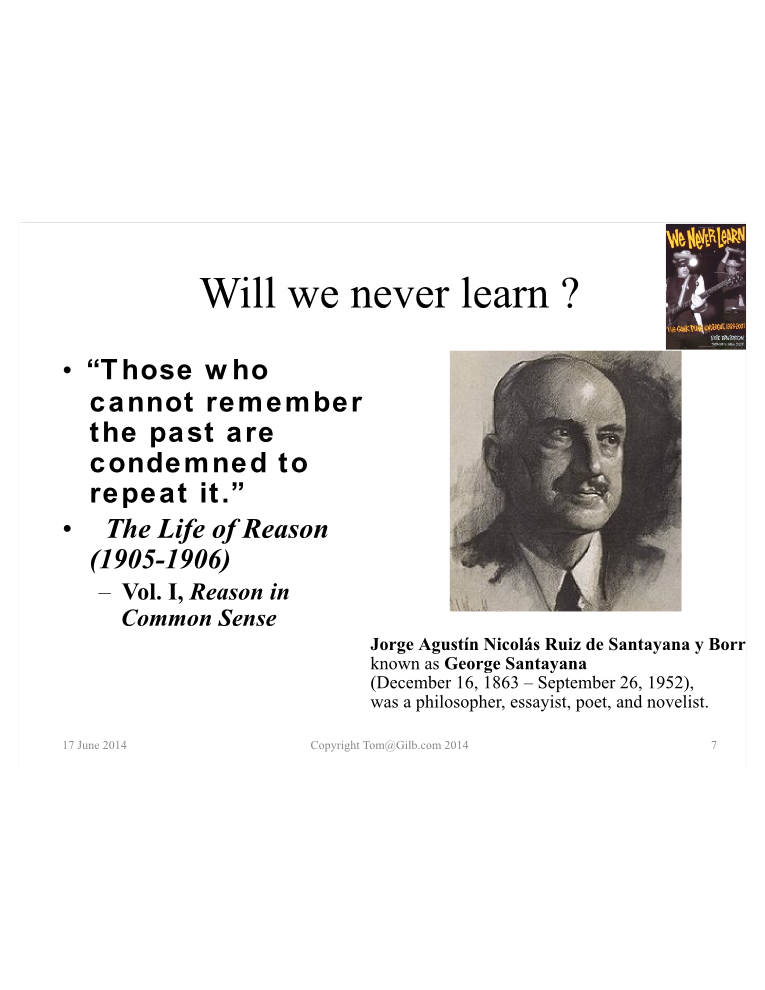 We Never Learn
Will we never learn ?
• “Those who
cannot remember
the past are
condemned to
repeat it.”
• The Life of Reason
(1905-1906)
– Vol. I, Reason in
Common Sense
Jorge Agustín Nicolás Ruiz de Santayana y Borr
known as George Santayana
(December 16, 1863 – September 26, 1952),
was a philosopher, essayist, poet, and novelist.
17 June 2014
Copyright Tom@Gilb.com 2014
7